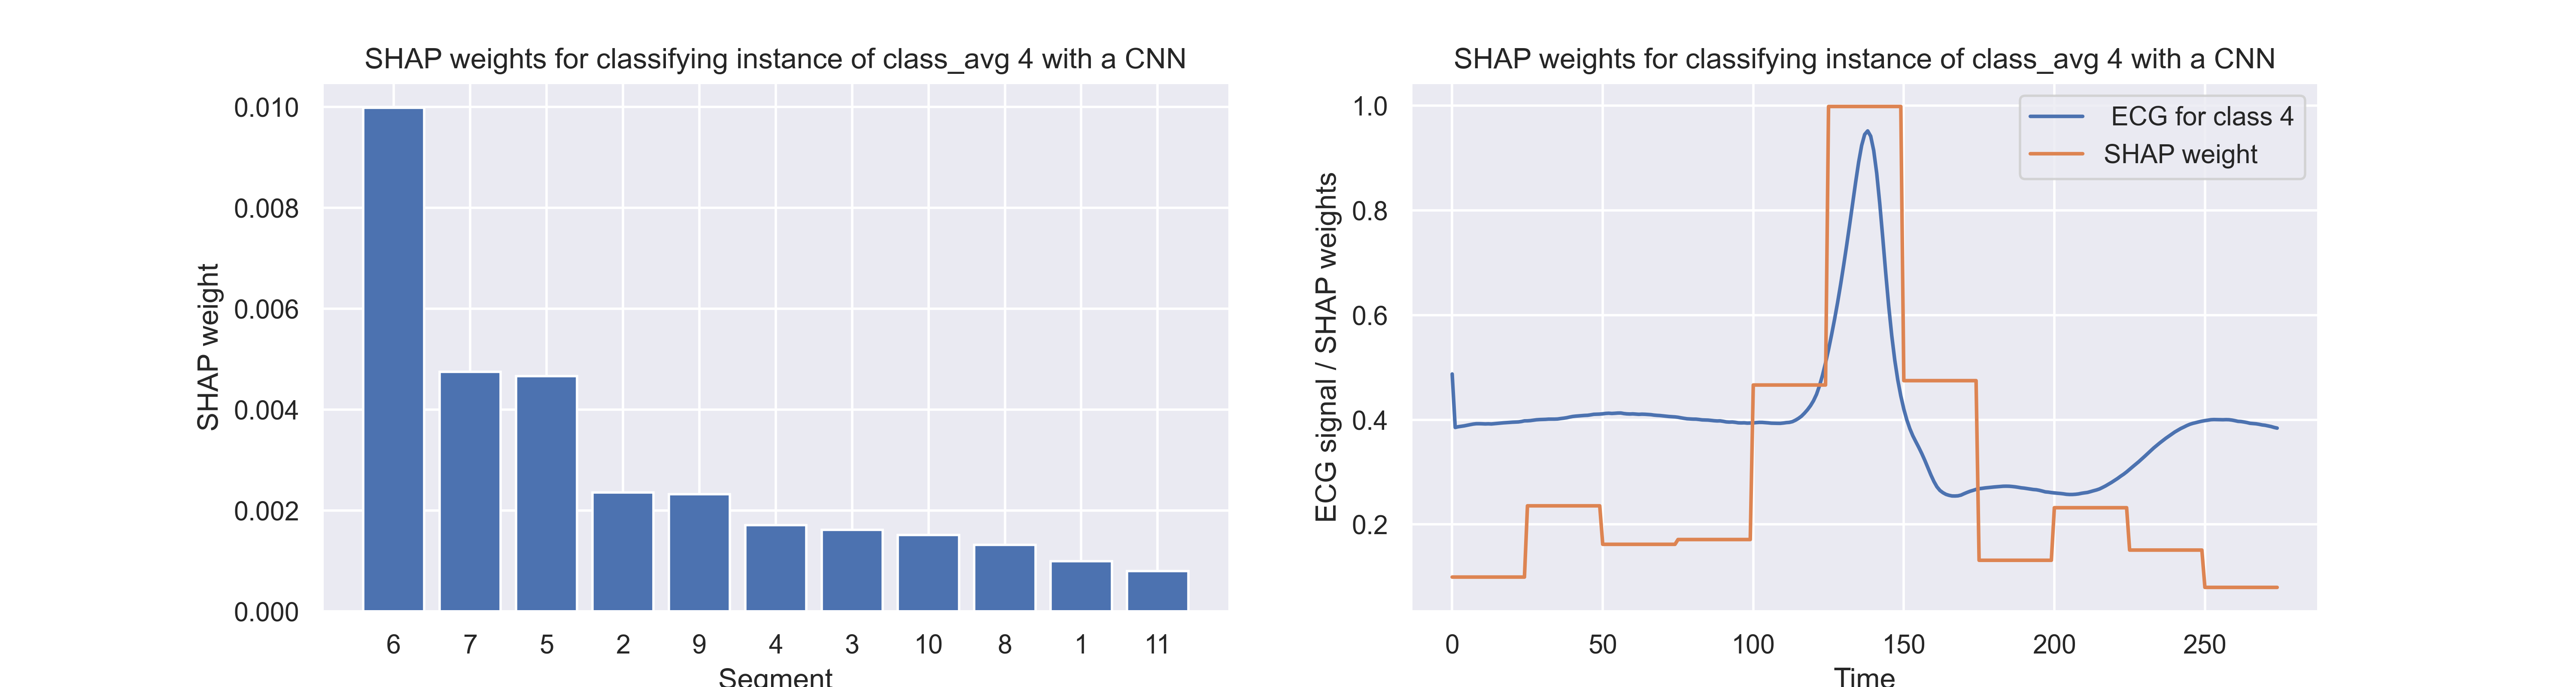 SHAP weights for classifying instance of class_avg 4 with a CNN
0.010
0.008
0.006
0.004
0.002
0.000
SHAP weight
6 7 5 2 9 4 3 10 8 1 11
Segment
SHAP weights for classifying instance of class_avg 4 with a CNN
1.0
0.8
0.6
0.4
0.2
ECG signal / SHAP weights
ECG for class 4
SHAP weight
0 50 100 150 200 250
Time